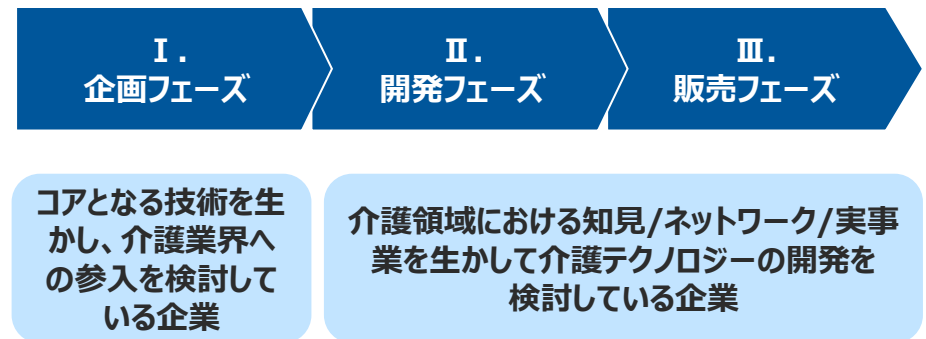 Ⅰ.
企画フェーズ
Ⅱ.
開発フェーズ
Ⅲ.
販売フェーズ
コアとなる技術を生
かし、介護業界へ
の参入を検討して
いる企業
介護領域における知見/ネットワーク/実事
業を生かして介護テクノロジーの開発を
検討している企業